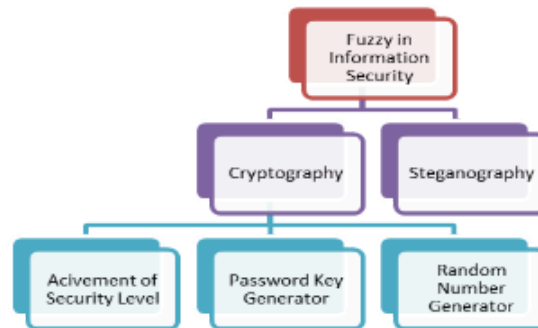 Fuzzy in
Information
Security
Cryptography
Steganography
Acivement of
Security Level
Password Key
Generator
Random
Number
Generator